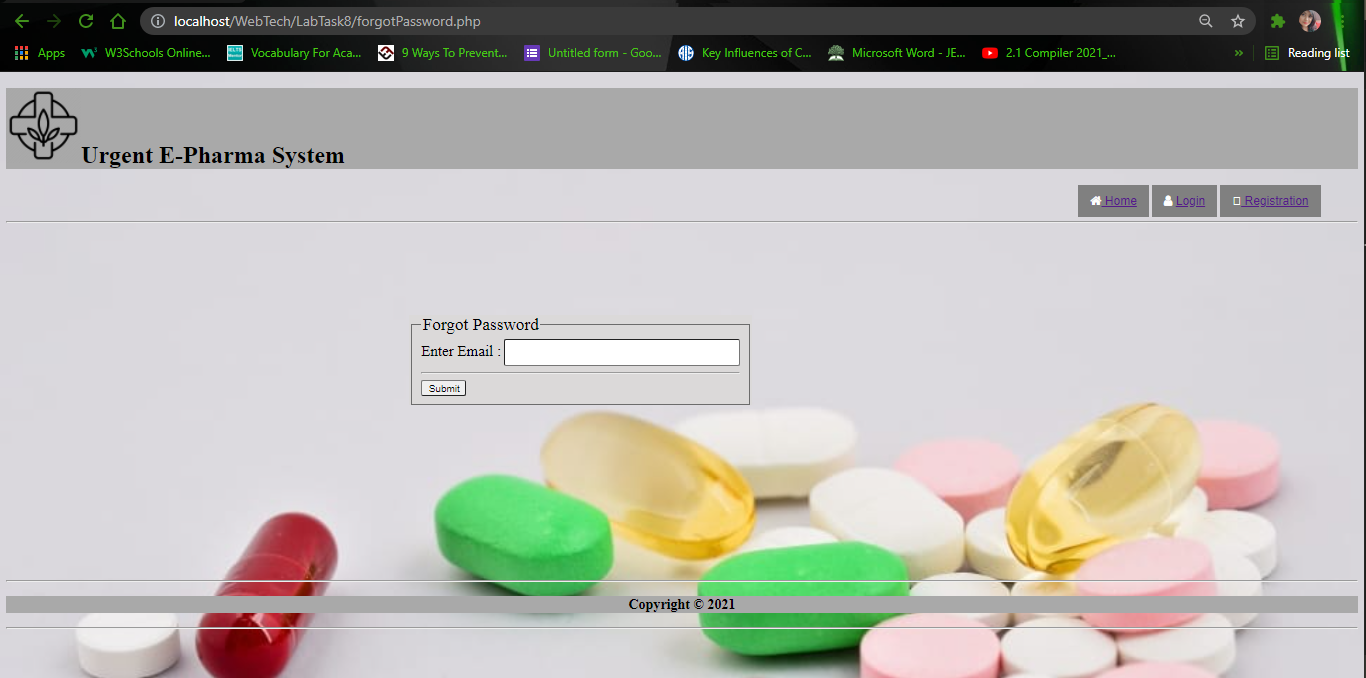 localhost/WebTech/LabTask8/forgotPassword.php
Apps W3Schools Online... Vocabulary For Aca... 9 Ways To Prevent... Untitled form - Goo... Key Influences of C... Microsoft Word - JE... 2.1 Compiler 2021_... » Reading list
Urgent E-Pharma System
Home Login Registration
Forgot Password
Enter Email :
Submit
Copyright © 2021